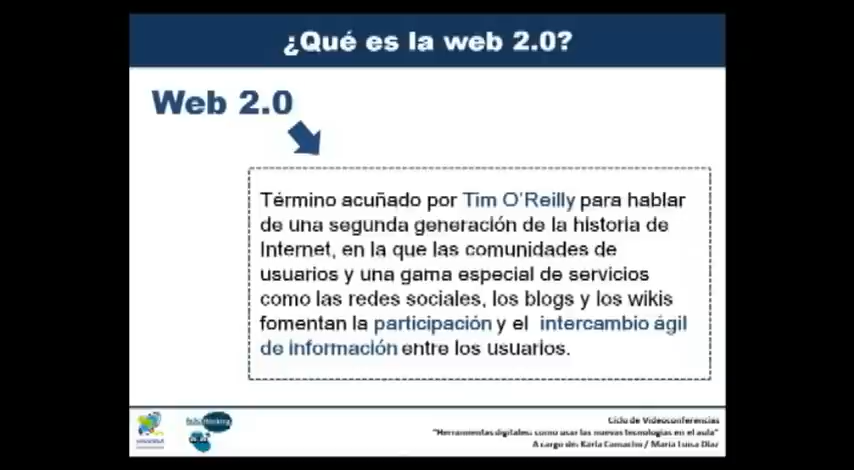 ¿Qué es la web 2.0?
Web 2.0
Término acuñado por Tim O'Reilly para hablar
de una segunda generación de la historia de
Internet, en la que las comunidades de
usuarios y una gama especial de servicios
como las redes sociales, los blogs y los wikis
fomentan la participación y el intercambio ágil
de información entre los usuarios.
Ciclo de Videoconferencias
"Herramientas digitales: como usar las nuevas tecnologías en el aula"
A cargo de: Karla Camacho / María Luisa Díaz